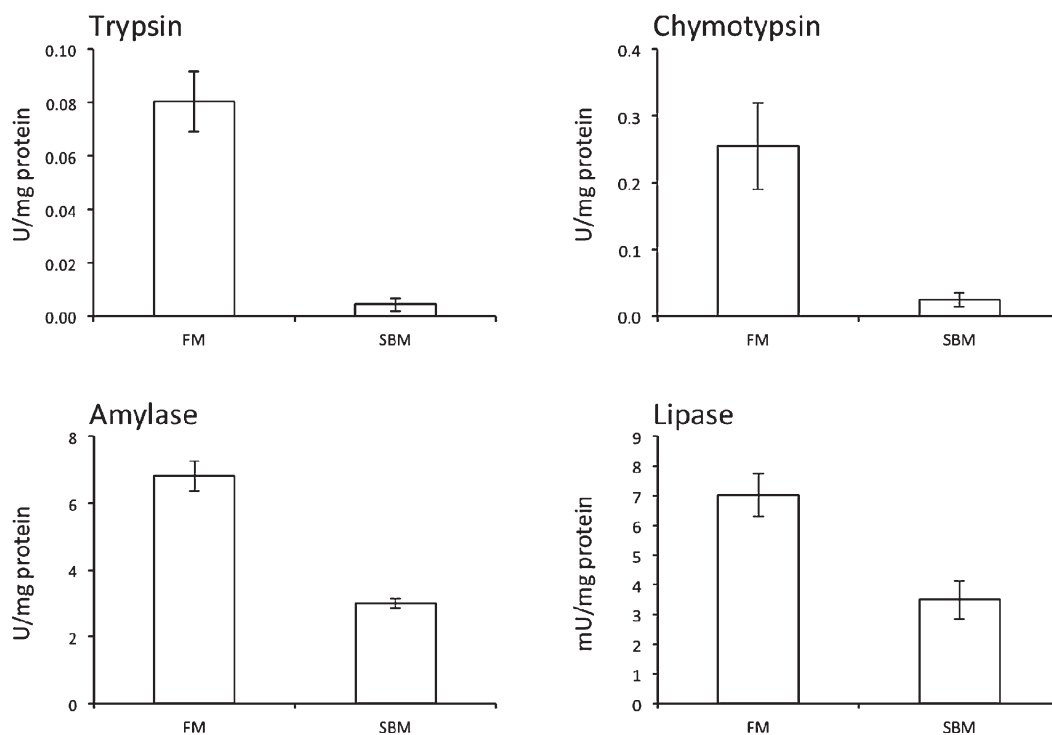 Trypsin
U/mg protein
0.10
0.08
0.06
0.04
0.02
0.00
FM
SBM
Chymotypsin
U/mg protein
0.4
0.3
0.2
0.1
0.0
FM
SBM
Amylase
U/mg protein
8
6
4
2
0
FM
SBM
Lipase
mU/mg protein
9
8
7
6
5
4
3
2
1
0
FM
SBM